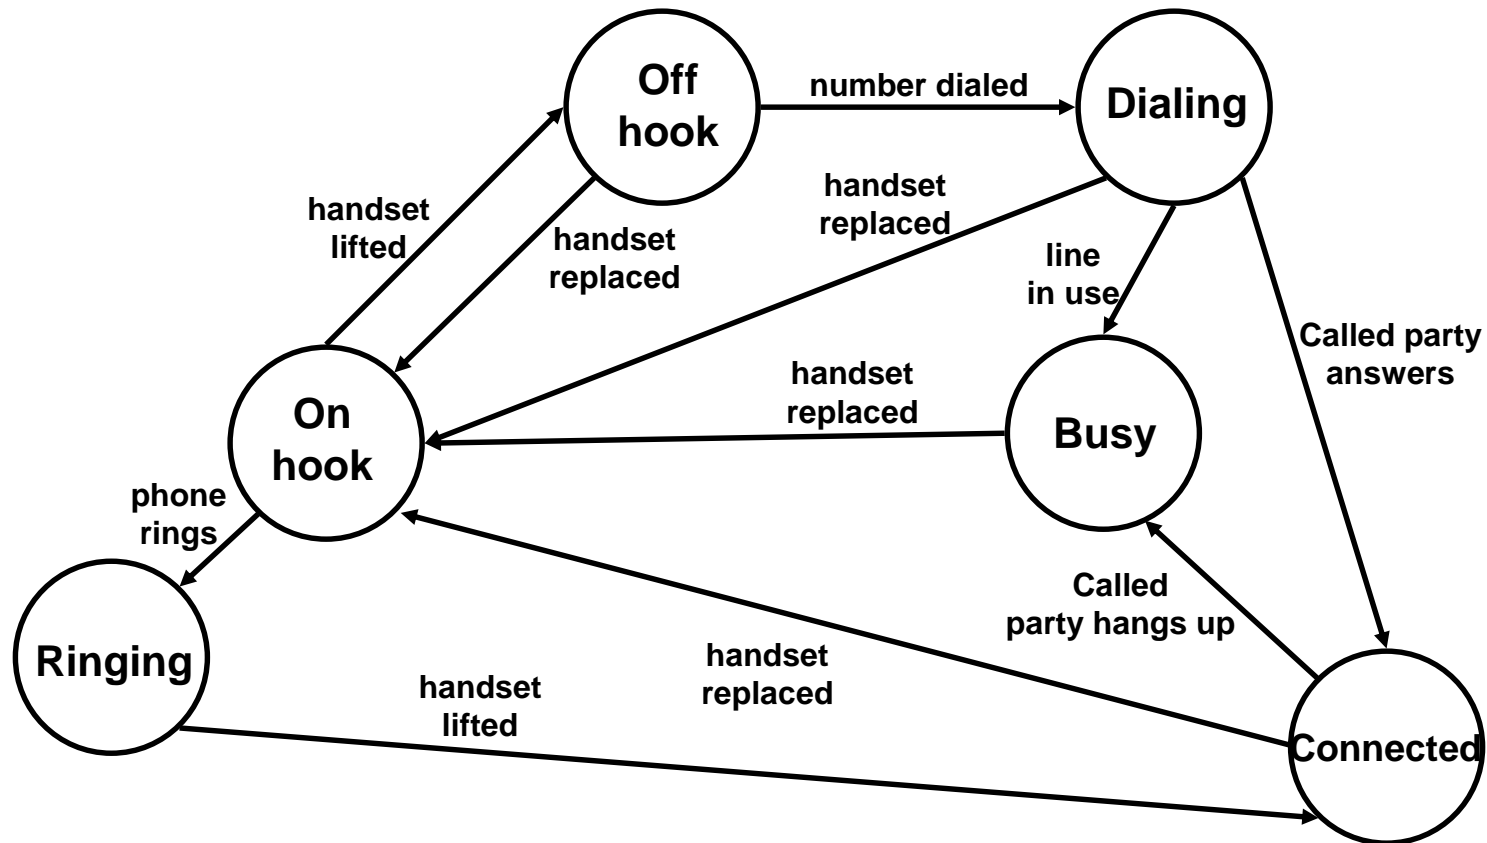 Off
hook
number dialed
Dialing
handset
lifted
handset
replaced
handset
replaced
line
in use
Called party
answers
handset
replaced
On
hook
Busy
phone
rings
Called
party hangs up
Ringing
handset
replaced
handset
lifted
Connected